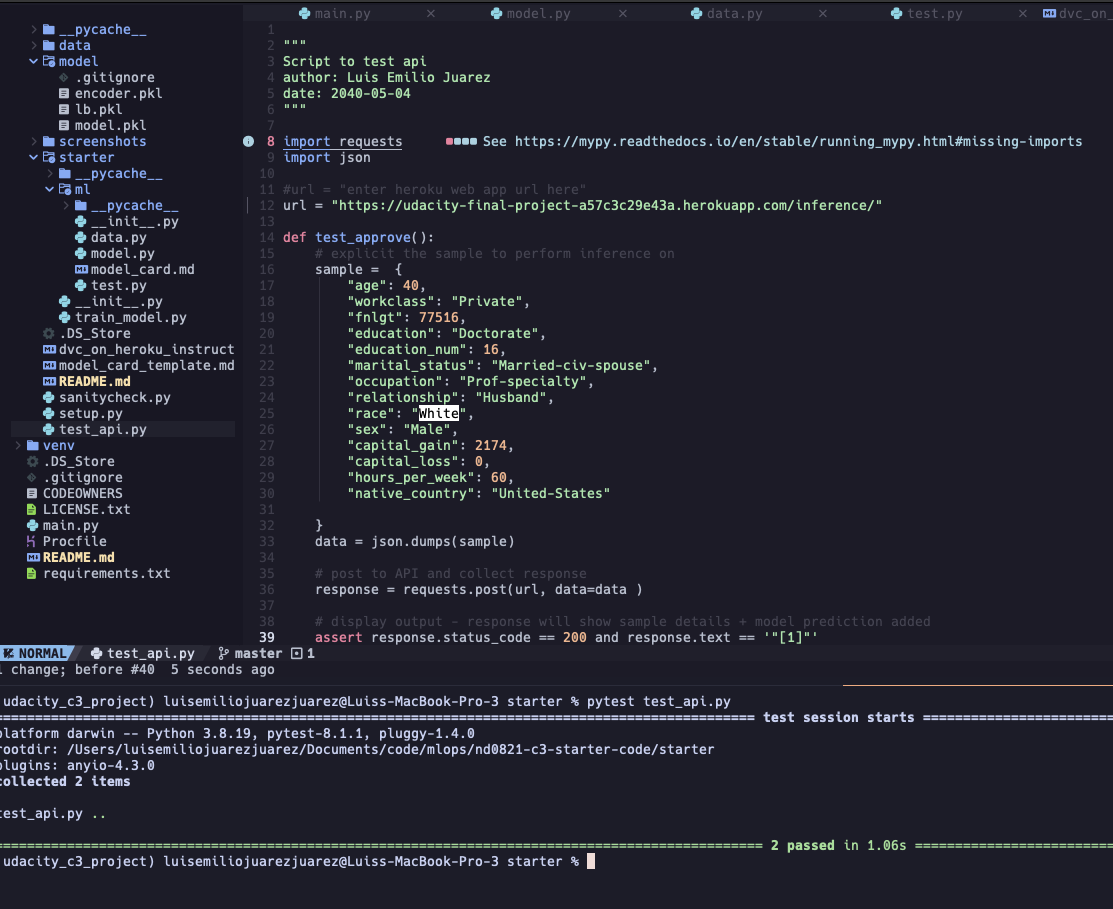 main.py ✕ model.py ✕ data.py ✕ test.py ✕ dvc_on_
__pycache__
data
model
.gitignore
encoder.pkl
lb.pkl
model.pkl
screenshots
starter
__pycache__
ml
__pycache__
__init__.py
data.py
model.py
model_card.md
test.py
__init__.py
train_model.py
.DS_Store
dvc_on_heroku_instruct
model_card_template.md
README.md
sanitycheck.py
setup.py
test_api.py
venv
.DS_Store
.gitignore
CODEOWNERS
LICENSE.txt
main.py
Procfile
README.md
requirements.txt
1
2 """
3 Script to test api
4 author: Luis Emilio Juarez
5 date: 2040-05-04
6 """
7
8 import requests See https://mypy.readthedocs.io/en/stable/running_mypy.html#missing-imports
9 import json
10
11 #url = "enter heroku web app url here"
12 url = "https://udacity-final-project-a57c3c29e43a.herokuapp.com/inference/"
13
14 def test_approve():
15 # explicit the sample to perform inference on
16 sample =  {
17 "age": 40,
18 "workclass": "Private",
19 "fnlgt": 77516,
20 "education": "Doctorate",
21 "education_num": 16,
22 "marital_status": "Married-civ-spouse",
23 "occupation": "Prof-specialty",
24 "relationship": "Husband",
25 "race": "White",
26 "sex": "Male",
27 "capital_gain": 2174,
28 "capital_loss": 0,
29 "hours_per_week": 60,
30 "native_country": "United-States"
31
32 }
33 data = json.dumps(sample)
34
35 # post to API and collect response
36 response = requests.post(url, data=data )
37
38 # display output - response will show sample details + model prediction added
39 assert response.status_code == 200 and response.text == '"[1]"'
NORMAL test_api.py master 1
1 change; before #40  5 seconds ago
udacity_c3_project) luisemiliojuarezjuarez@Luiss-MacBook-Pro-3 starter % pytest test_api.py
test session starts
platform darwin -- Python 3.8.19, pytest-8.1.1, pluggy-1.4.0
rootdir: /Users/luisemiliojuarezjuarez/Documents/code/mlops/nd0821-c3-starter-code/starter
plugins: anyio-4.3.0
collected 2 items
test_api.py ..
2 passed in 1.06s
udacity_c3_project) luisemiliojuarezjuarez@Luiss-MacBook-Pro-3 starter %